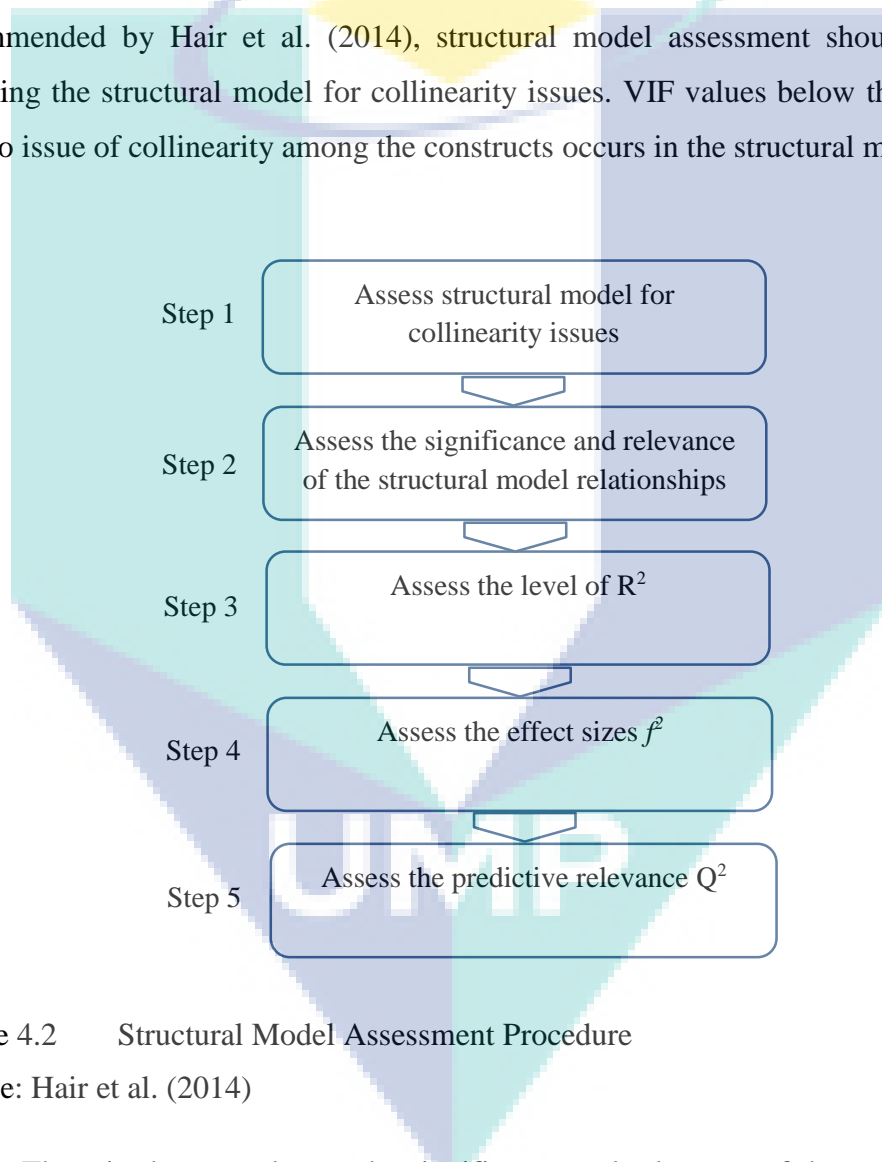 mmended by Hair et al. (2014), structural model assessment shou
ing the structural model for collinearity issues. VIF values below th
o issue of collinearity among the constructs occurs in the structural m
Step 1
Assess structural model for
collinearity issues
Step 2
Assess the significance and relevance
of the structural model relationships
Step 3
Assess the level of R²
Step 4
Assess the effect sizes f²
UMP
Step 5
Assess the predictive relevance Q²
e 4.2 Structural Model Assessment Procedure
e: Hair et al. (2014)